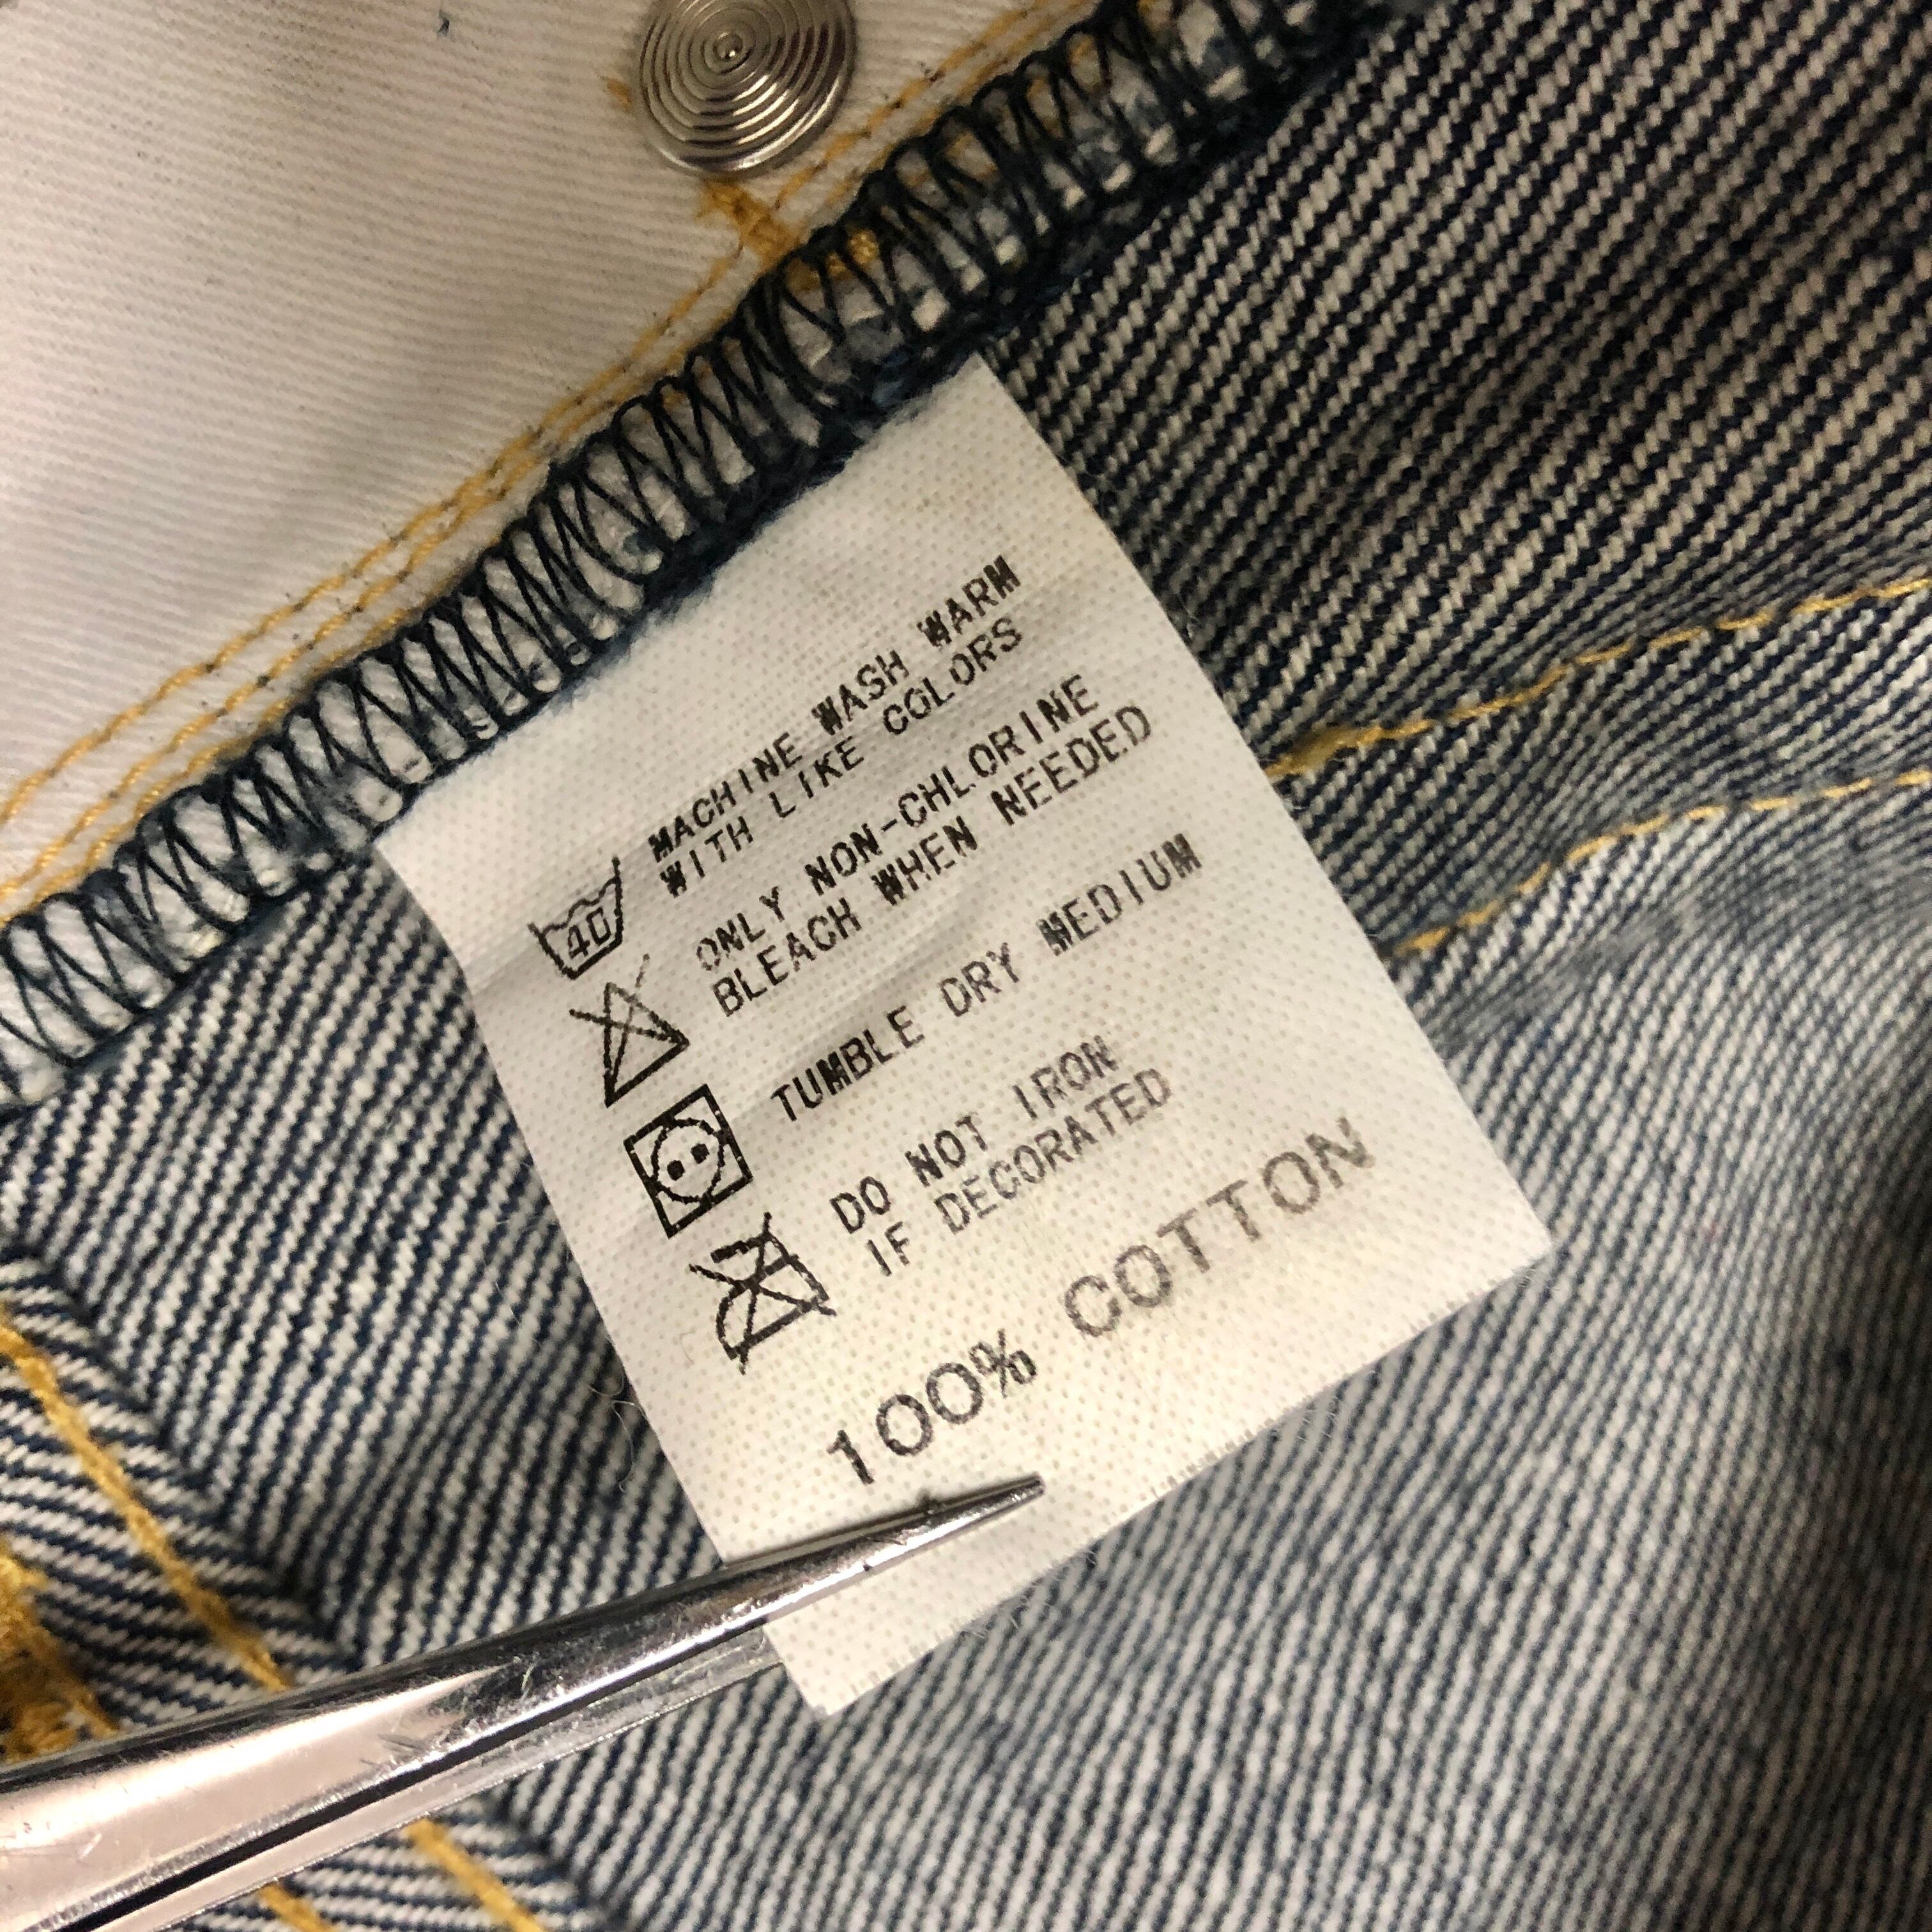 MACHINE WASH WARM
WITH LIKE COLORS
40
ONLY NON-CHLORINE
BLEACH WHEN NEEDED
TUMBLE DRY MEDIUM
DO NOT IRON
IF DECORATED
100% COTTON